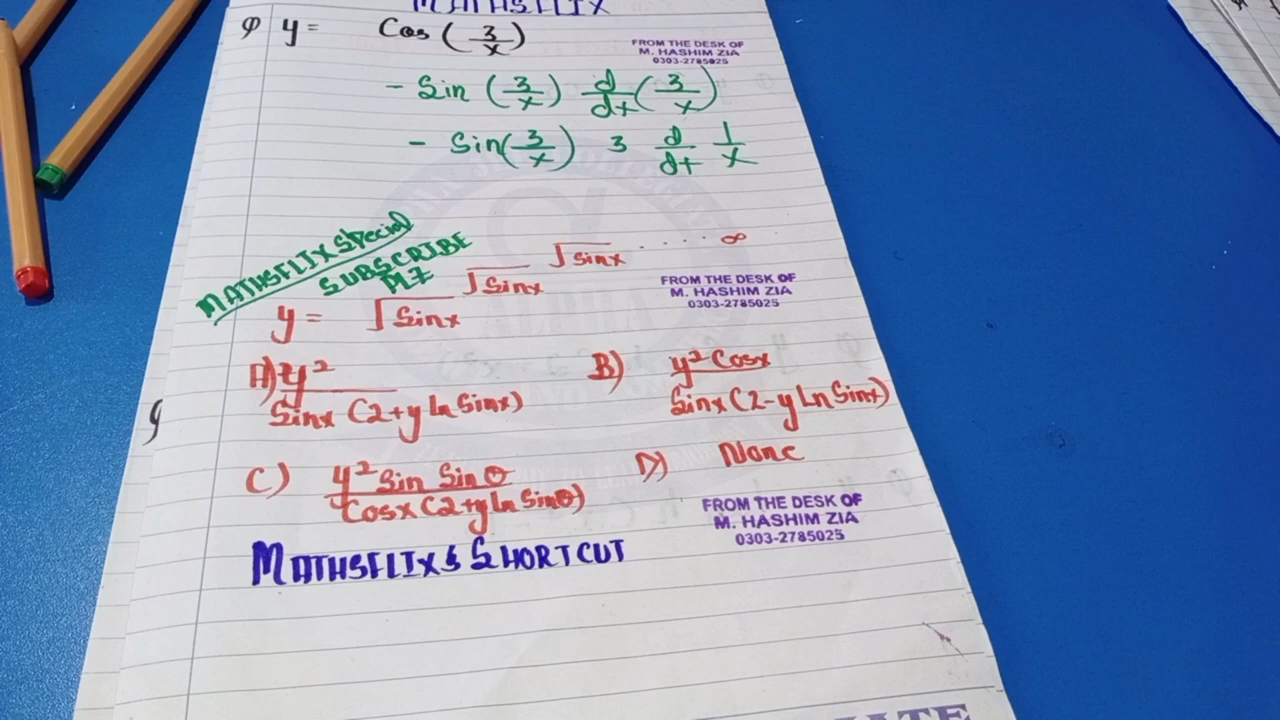 MATHSFLIX
Q y = Cos (3/x)
FROM THE DESK OF
M. HASHIM ZIA
0303-2785025
- Sin (3/x) d/dx (3/x)
- Sin(3/x) 3 d/dx 1/x
MATHSFLIX SPecial
SUBSCRIBE
PLZ
y = √Sinx √Sinx √Sinx ..... ∞
FROM THE DESK OF
M. HASHIM ZIA
0303-2785025
A) y² / Sinx (2+y ln Sinx)
B) y² Cosx / Sinx (2-y Ln Sinx)
C) y² Sin Sin θ / Cosx (2+y ln Sinθ)
D) None
FROM THE DESK OF
M. HASHIM ZIA
0303-2785025
MATHSFLIX'S SHORTCUT